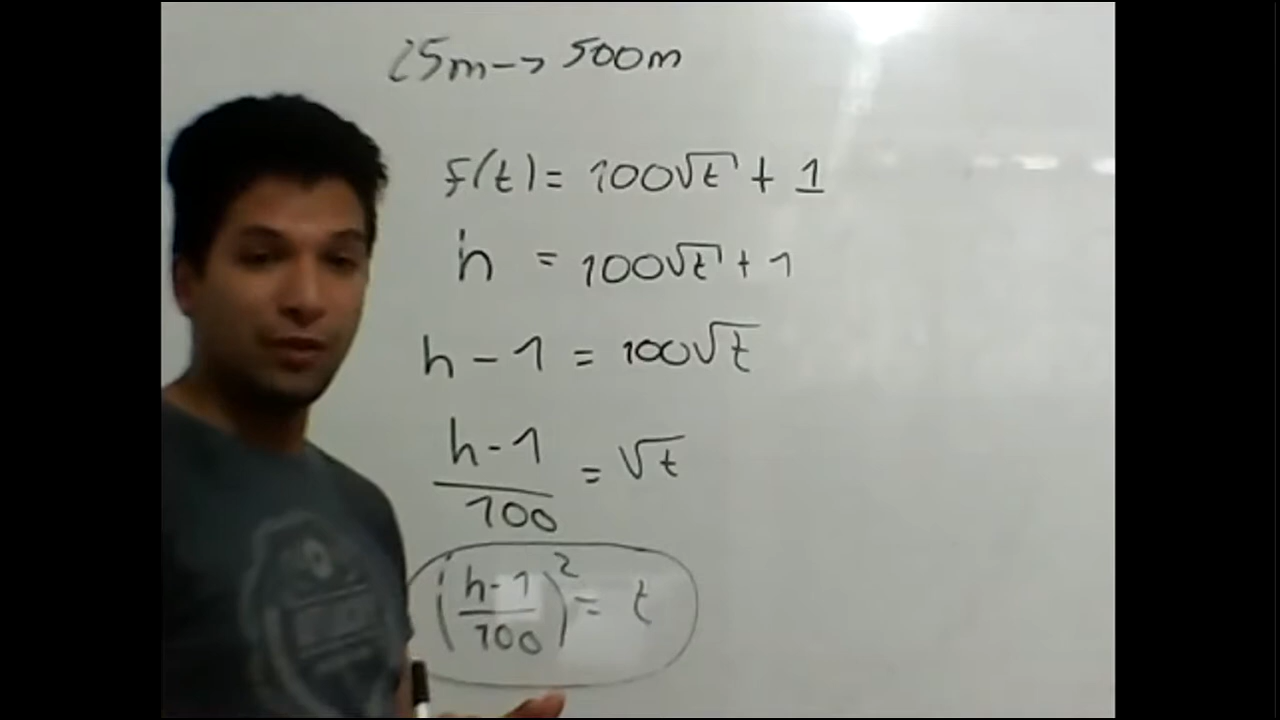 25m -> 500m
f(t) = 100√t + 1
h = 100√t + 1
h - 1 = 100√t
h - 1 / 100 = √t
(h - 1 / 100)² = t